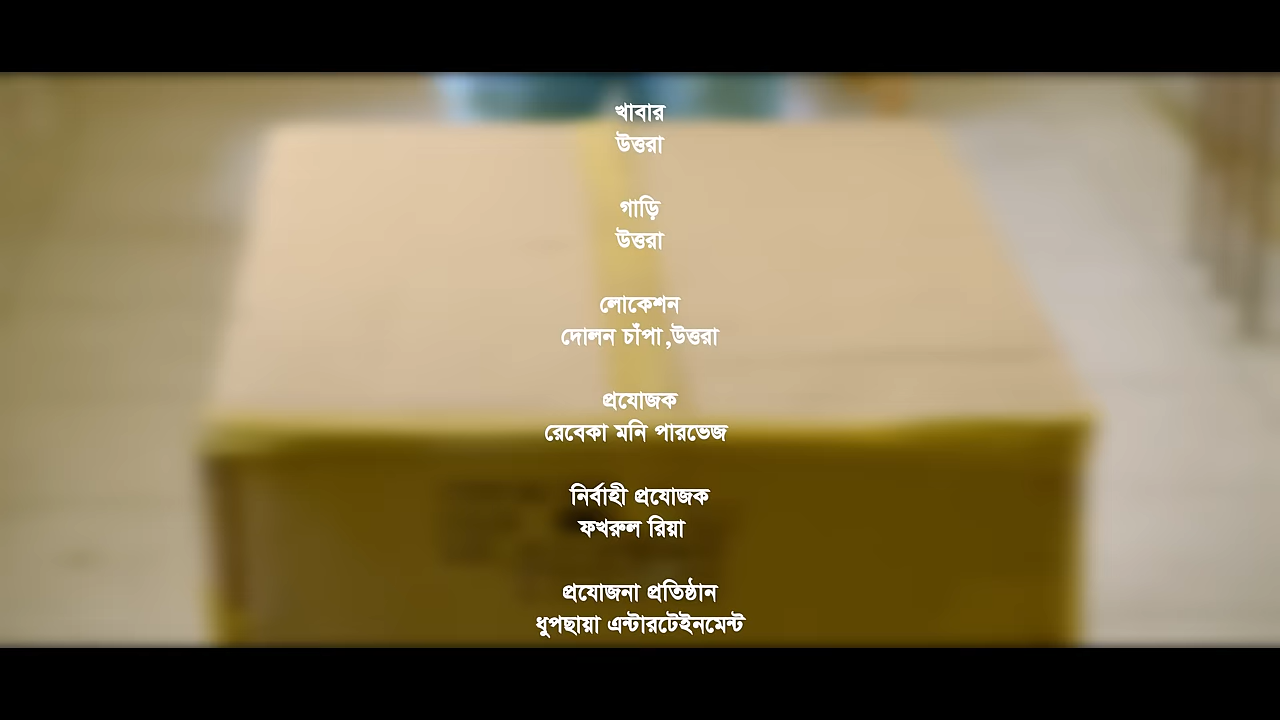 খাবার
উত্তরা
গাড়ি
উত্তরা
লোকেশন
দোলন চাঁপা,উত্তরা
প্রযোজক
রেবেকা মনি পারভেজ
নির্বাহী প্রযোজক
ফখরুল রিয়া
প্রযোজনা প্রতিষ্ঠান
ধুপছায়া এন্টারটেইনমেন্ট